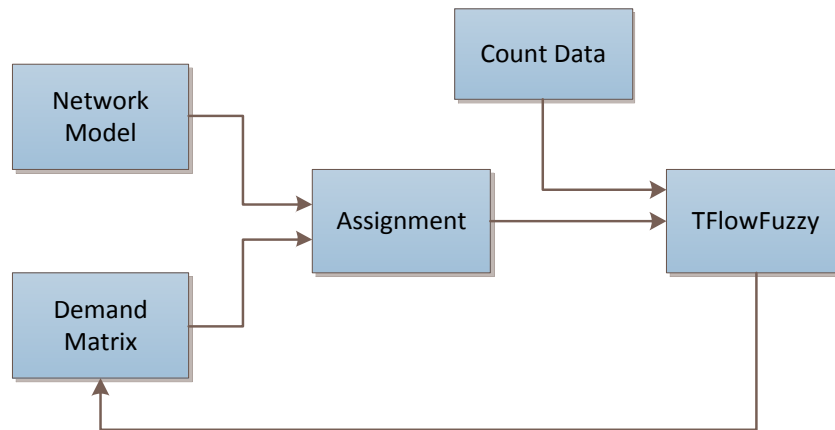 Count Data
Network
Model
Assignment
TFlowFuzzy
Demand
Matrix